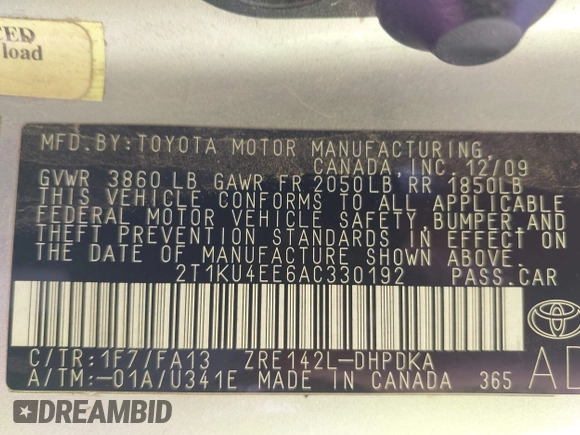 load
MFD.BY:TOYOTA MOTOR MANUFACTURING,
CANADA, INC. 12/09
GVWR 3860 LB GAWR FR 2050LB RR 1850LB
THIS VEHICLE CONFORMS TO ALL APPLICABLE
FEDERAL MOTOR VEHICLE SAFETY, BUMPER AND
THEFT PREVENTION STANDARDS IN EFFECT ON
THE DATE OF MANUFACTURE SHOWN ABOVE.
2T1KU4EE6AC330192 PASS.CAR
C/TR:1F7/FA13 ZRE142L-DHPDKA
A/TM:-01A/U341E MADE IN CANADA 365
DREAMBID